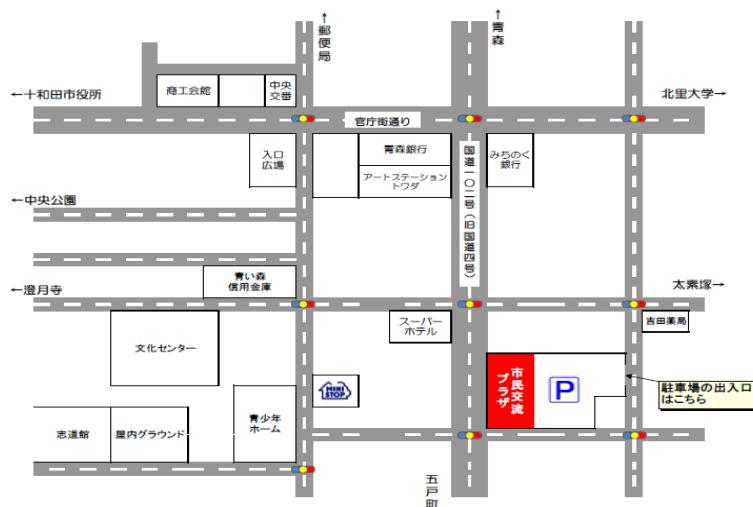 ↑郵便局
↑青森
←十和田市役所
商工会館
中央
交番
北里大学→
官庁街通り
入口
広場
青森銀行
アートステーション
トワダ
国道一〇二号(旧国道四号)
みちのく
銀行
←中央公園
青い森
信用金庫
←澄月寺
太素塚→
スーパー
ホテル
吉田薬局
文化センター
MINI
STOP
市民交流
プラザ
P
駐車場の出入口
はこちら
志道館
屋内グラウンド
青少年
ホーム
五戸町